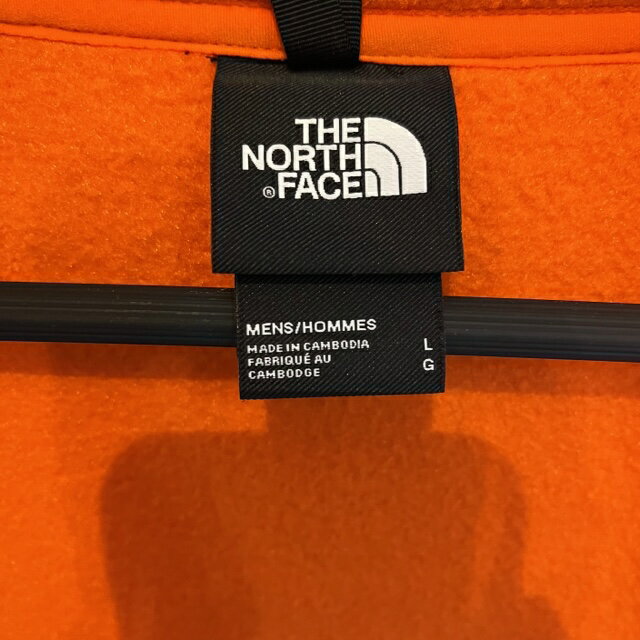 THE
NORTH
® FACE
MENS/HOMMES
MADE IN CAMBODIA
FABRIQUÉ AU
CAMBODGE
L
G